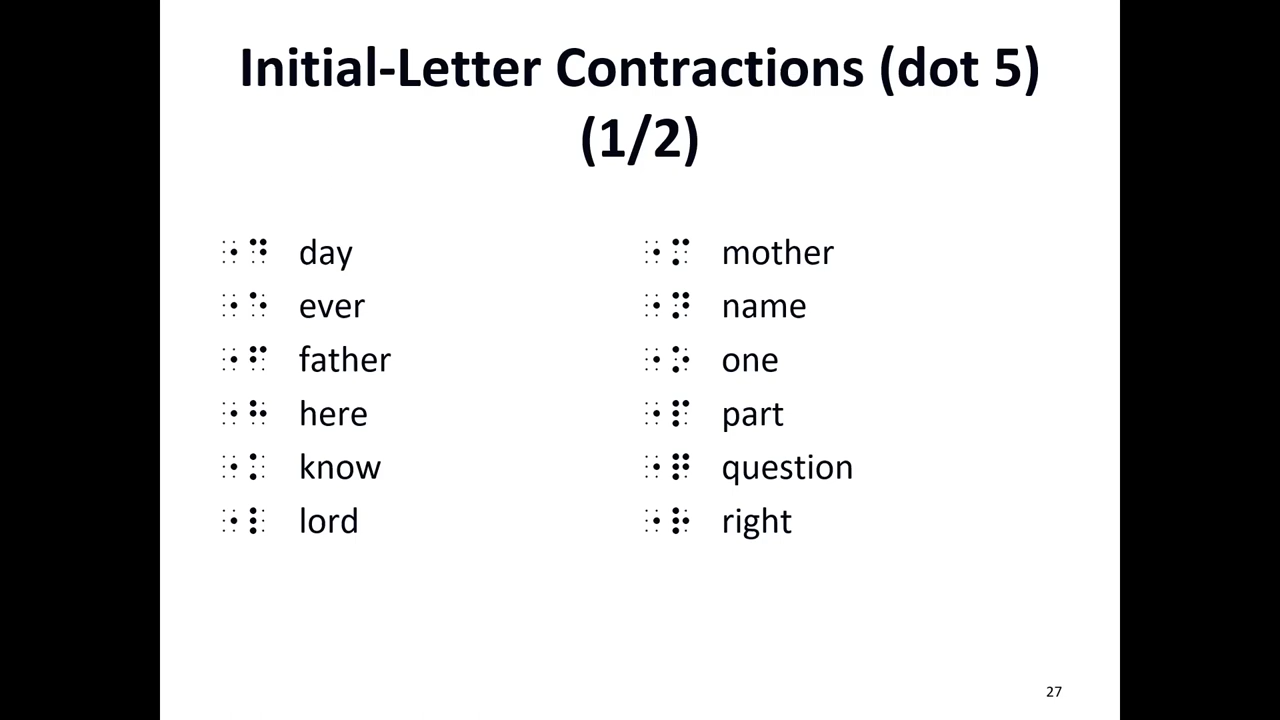 Initial-Letter Contractions (dot 5)
(1/2)
⠐⠙ day
⠐⠑ ever
⠐⠋ father
⠐⠓ here
⠐⠅ know
⠐⠇ lord
⠐⠍ mother
⠐⠝ name
⠐⠕ one
⠐⠏ part
⠐⠟ question
⠐⠗ right
27